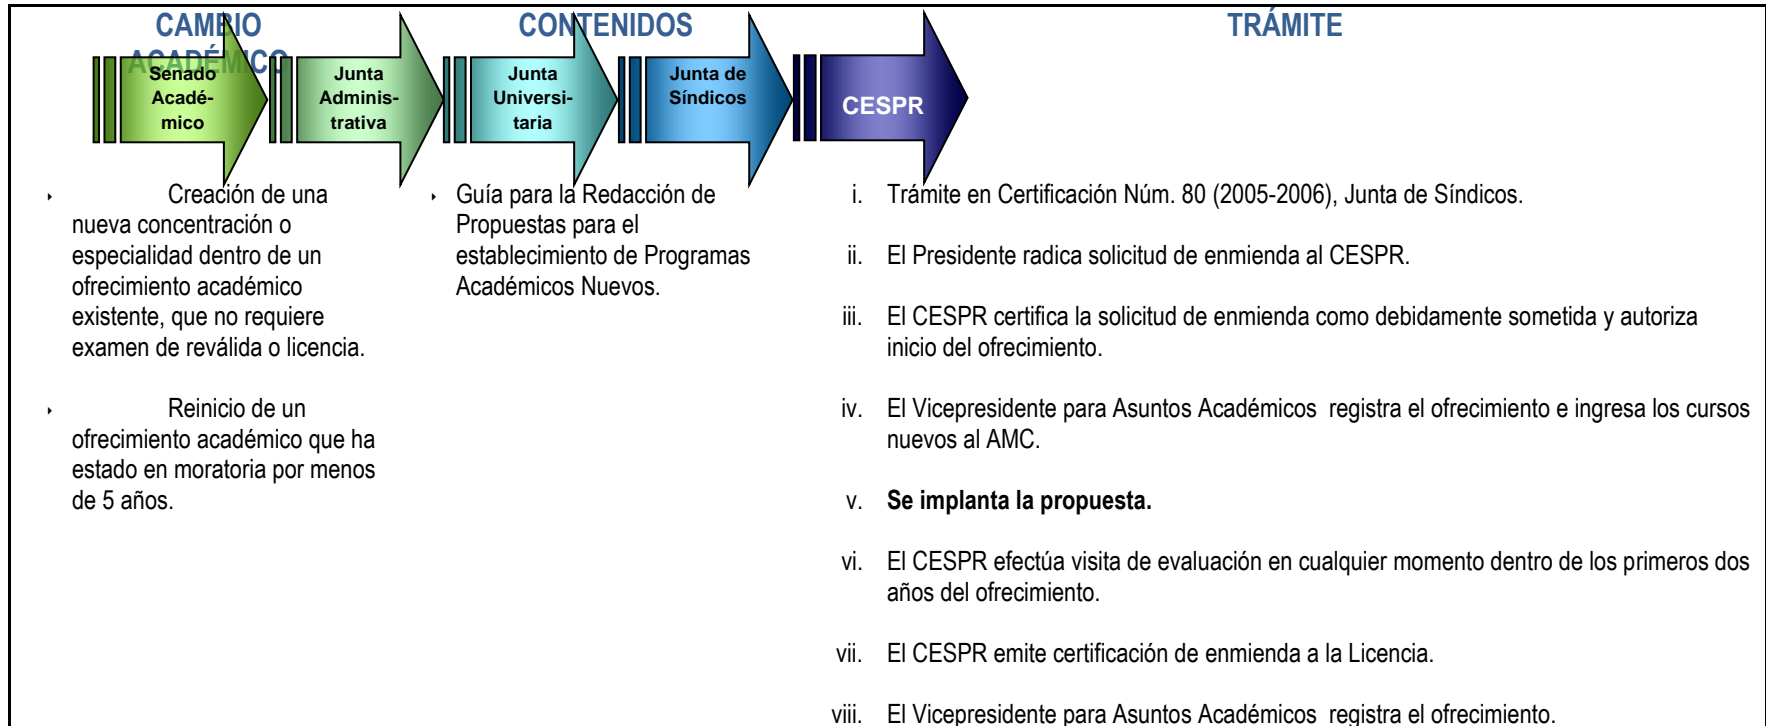 CAMBIO
ACADÉMICO
CONTENIDOS
TRÁMITE
Senado
Acadé-
mico
Junta
Adminis-
trativa
Junta
Universi-
taria
Junta de
Síndicos
CESPR
‣ Creación de una
nueva concentración o
especialidad dentro de un
ofrecimiento académico
existente, que no requiere
examen de reválida o licencia.
‣ Reinicio de un
ofrecimiento académico que ha
estado en moratoria por menos
de 5 años.
‣ Guía para la Redacción de
Propuestas para el
establecimiento de Programas
Académicos Nuevos.
i. Trámite en Certificación Núm. 80 (2005-2006), Junta de Síndicos.
ii. El Presidente radica solicitud de enmienda al CESPR.
iii. El CESPR certifica la solicitud de enmienda como debidamente sometida y autoriza
inicio del ofrecimiento.
iv. El Vicepresidente para Asuntos Académicos registra el ofrecimiento e ingresa los cursos
nuevos al AMC.
v. Se implanta la propuesta.
vi. El CESPR efectúa visita de evaluación en cualquier momento dentro de los primeros dos
años del ofrecimiento.
vii. El CESPR emite certificación de enmienda a la Licencia.
viii. El Vicepresidente para Asuntos Académicos registra el ofrecimiento.